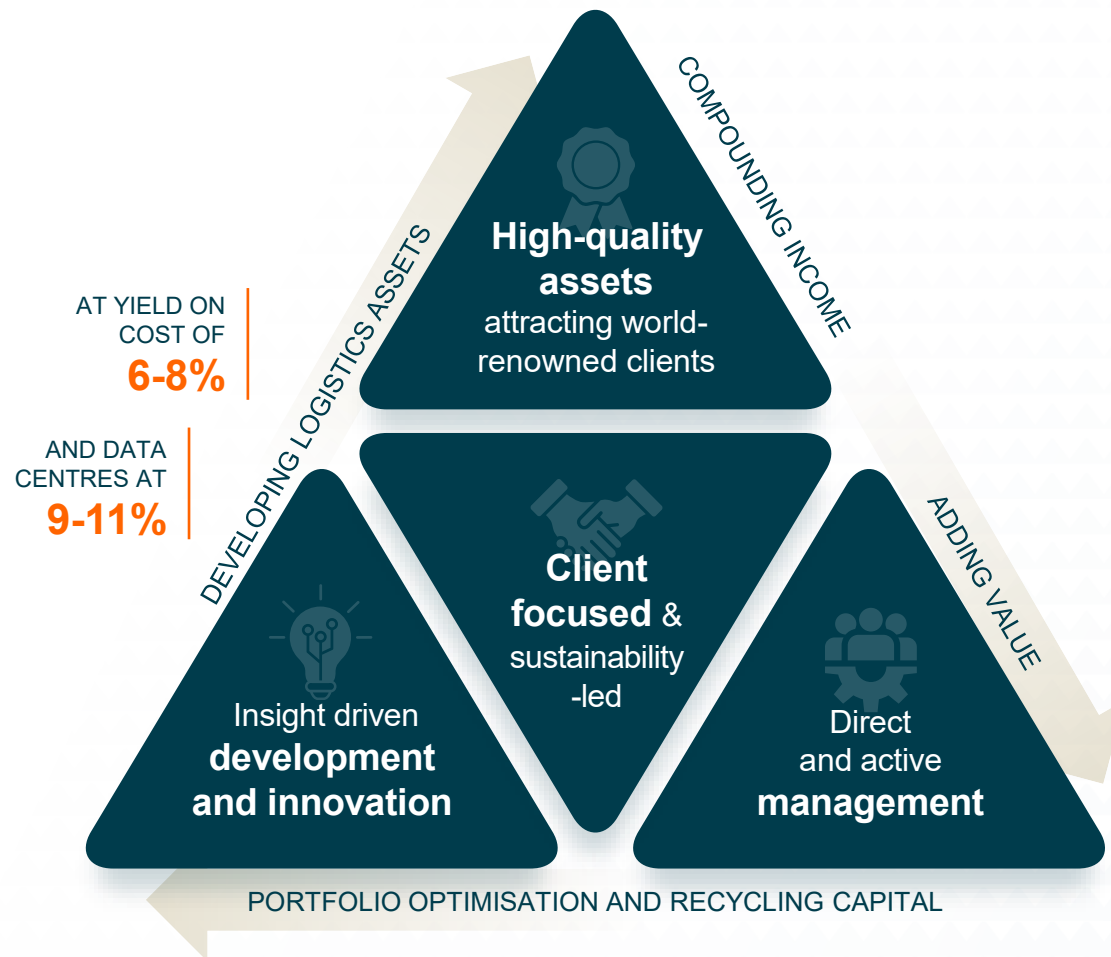 COMPOUNDING INCOME
High-quality
assets
attracting world-
renowned clients
DEVELOPING LOGISTICS ASSETS
AT YIELD ON
COST OF
6-8%
AND DATA
CENTRES AT
9-11%
Client
focused &
sustainability
-led
ADDING VALUE
Insight driven
development
and innovation
Direct
and active
management
PORTFOLIO OPTIMISATION AND RECYCLING CAPITAL